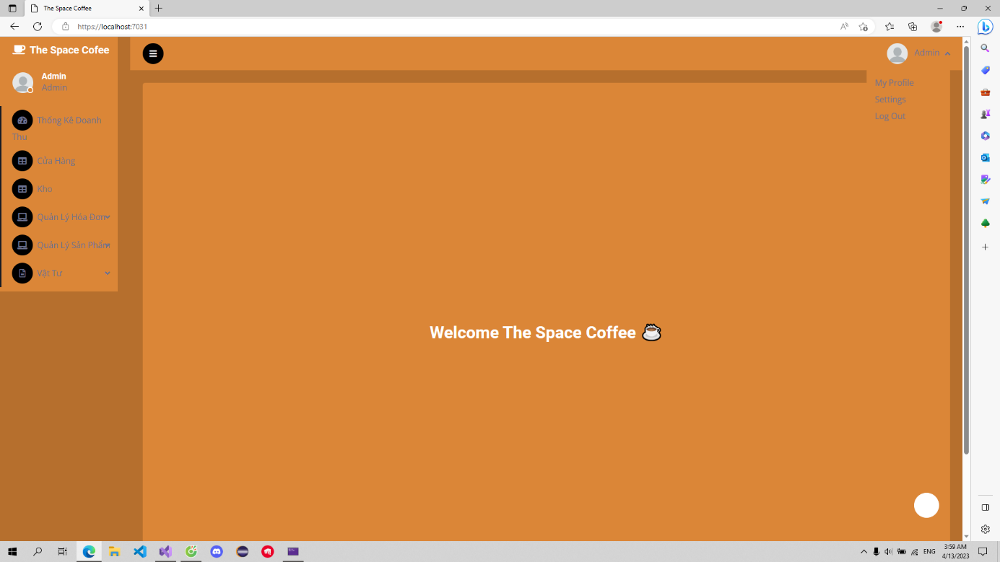 The Space Coffee
https://localhost:7031
The Space Cofee
Admin
Admin
Admin
My Profile
Settings
Log Out
Thống Kê Doanh
Thu
Cửa Hàng
Kho
Quản Lý Hóa Đơn
Quản Lý Sản Phẩm
Vật Tư
Welcome The Space Coffee ☕
ENG
3:59 AM
4/13/2023